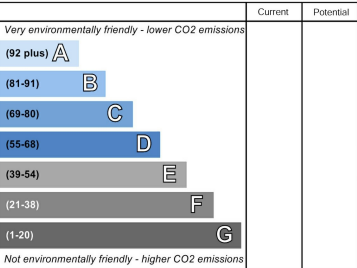 Current Potential
Very environmentally friendly - lower CO2 emissions
(92 plus) A
(81-91) B
(69-80) C
(55-68) D
(39-54) E
(21-38) F
(1-20) G
Not environmentally friendly - higher CO2 emissions